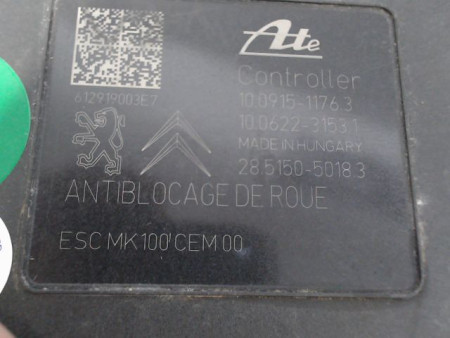 Ate
Controller
612919003E7
10.0915-1176.3
10.0622-3153.1
MADE IN HUNGARY
28.5150-5018.3
ANTIBLOCAGE DE ROUE
ESC MK100' CEM 00